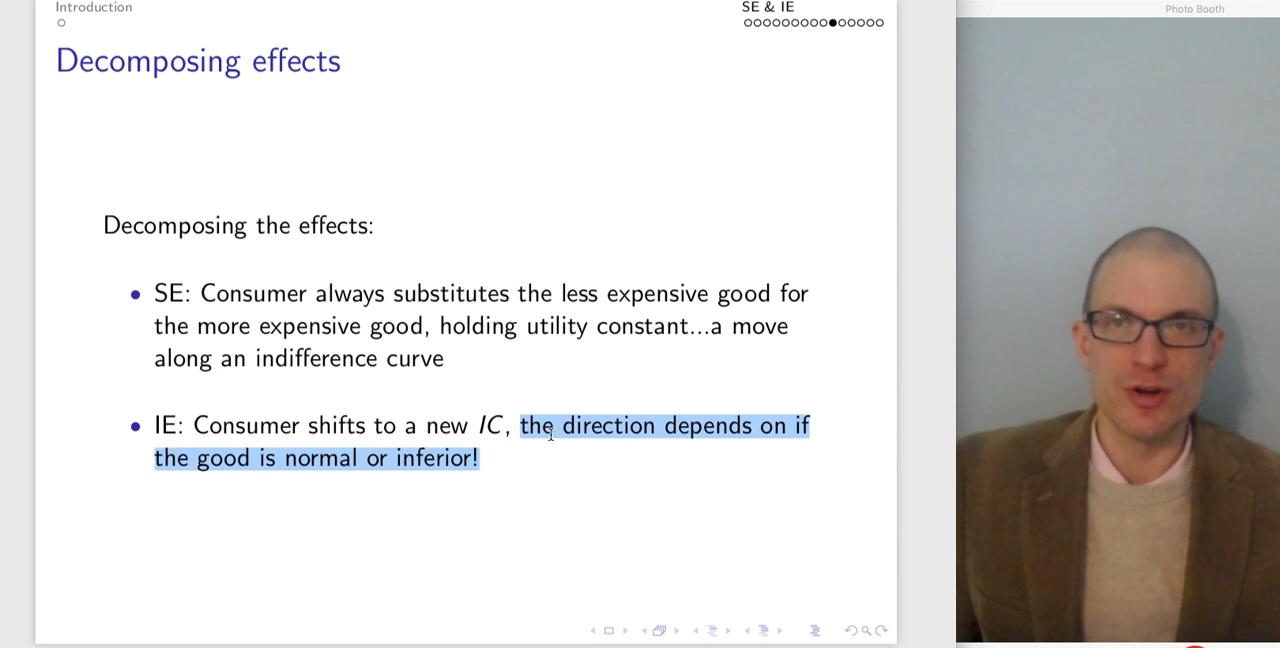 Introduction
SE & IE
Photo Booth
Decomposing effects
Decomposing the effects:
• SE: Consumer always substitutes the less expensive good for
the more expensive good, holding utility constant...a move
along an indifference curve
• IE: Consumer shifts to a new IC, the direction depends on if
the good is normal or inferior!